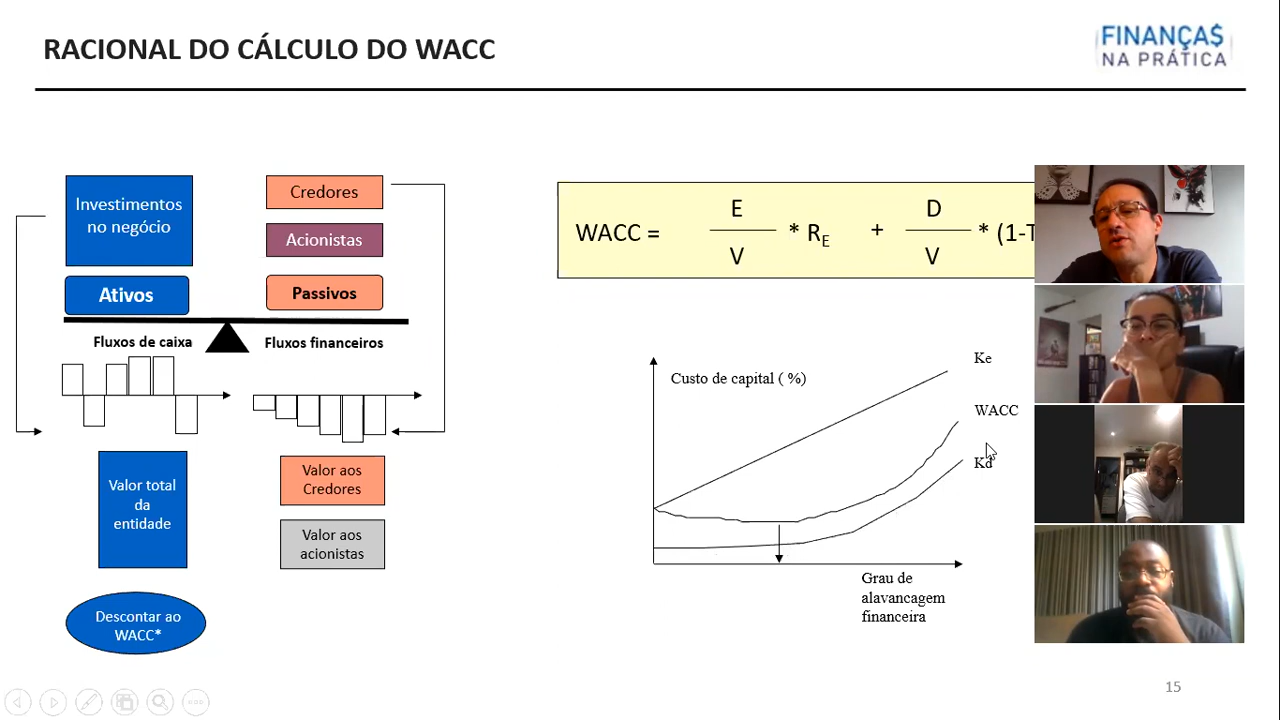 RACIONAL DO CÁLCULO DO WACC
FINANÇA$
NA PRÁTICA
Investimentos
no negócio
Credores
Acionistas
Ativos
Passivos
Fluxos de caixa
Fluxos financeiros
Valor total
da
entidade
Valor aos
Credores
Valor aos
acionistas
Descontar ao
WACC*
E
D
WACC =
* RE
+
* (1-T
V
V
Custo de capital ( %)
Ke
WACC
Kd
Grau de
alavancagem
financeira
15